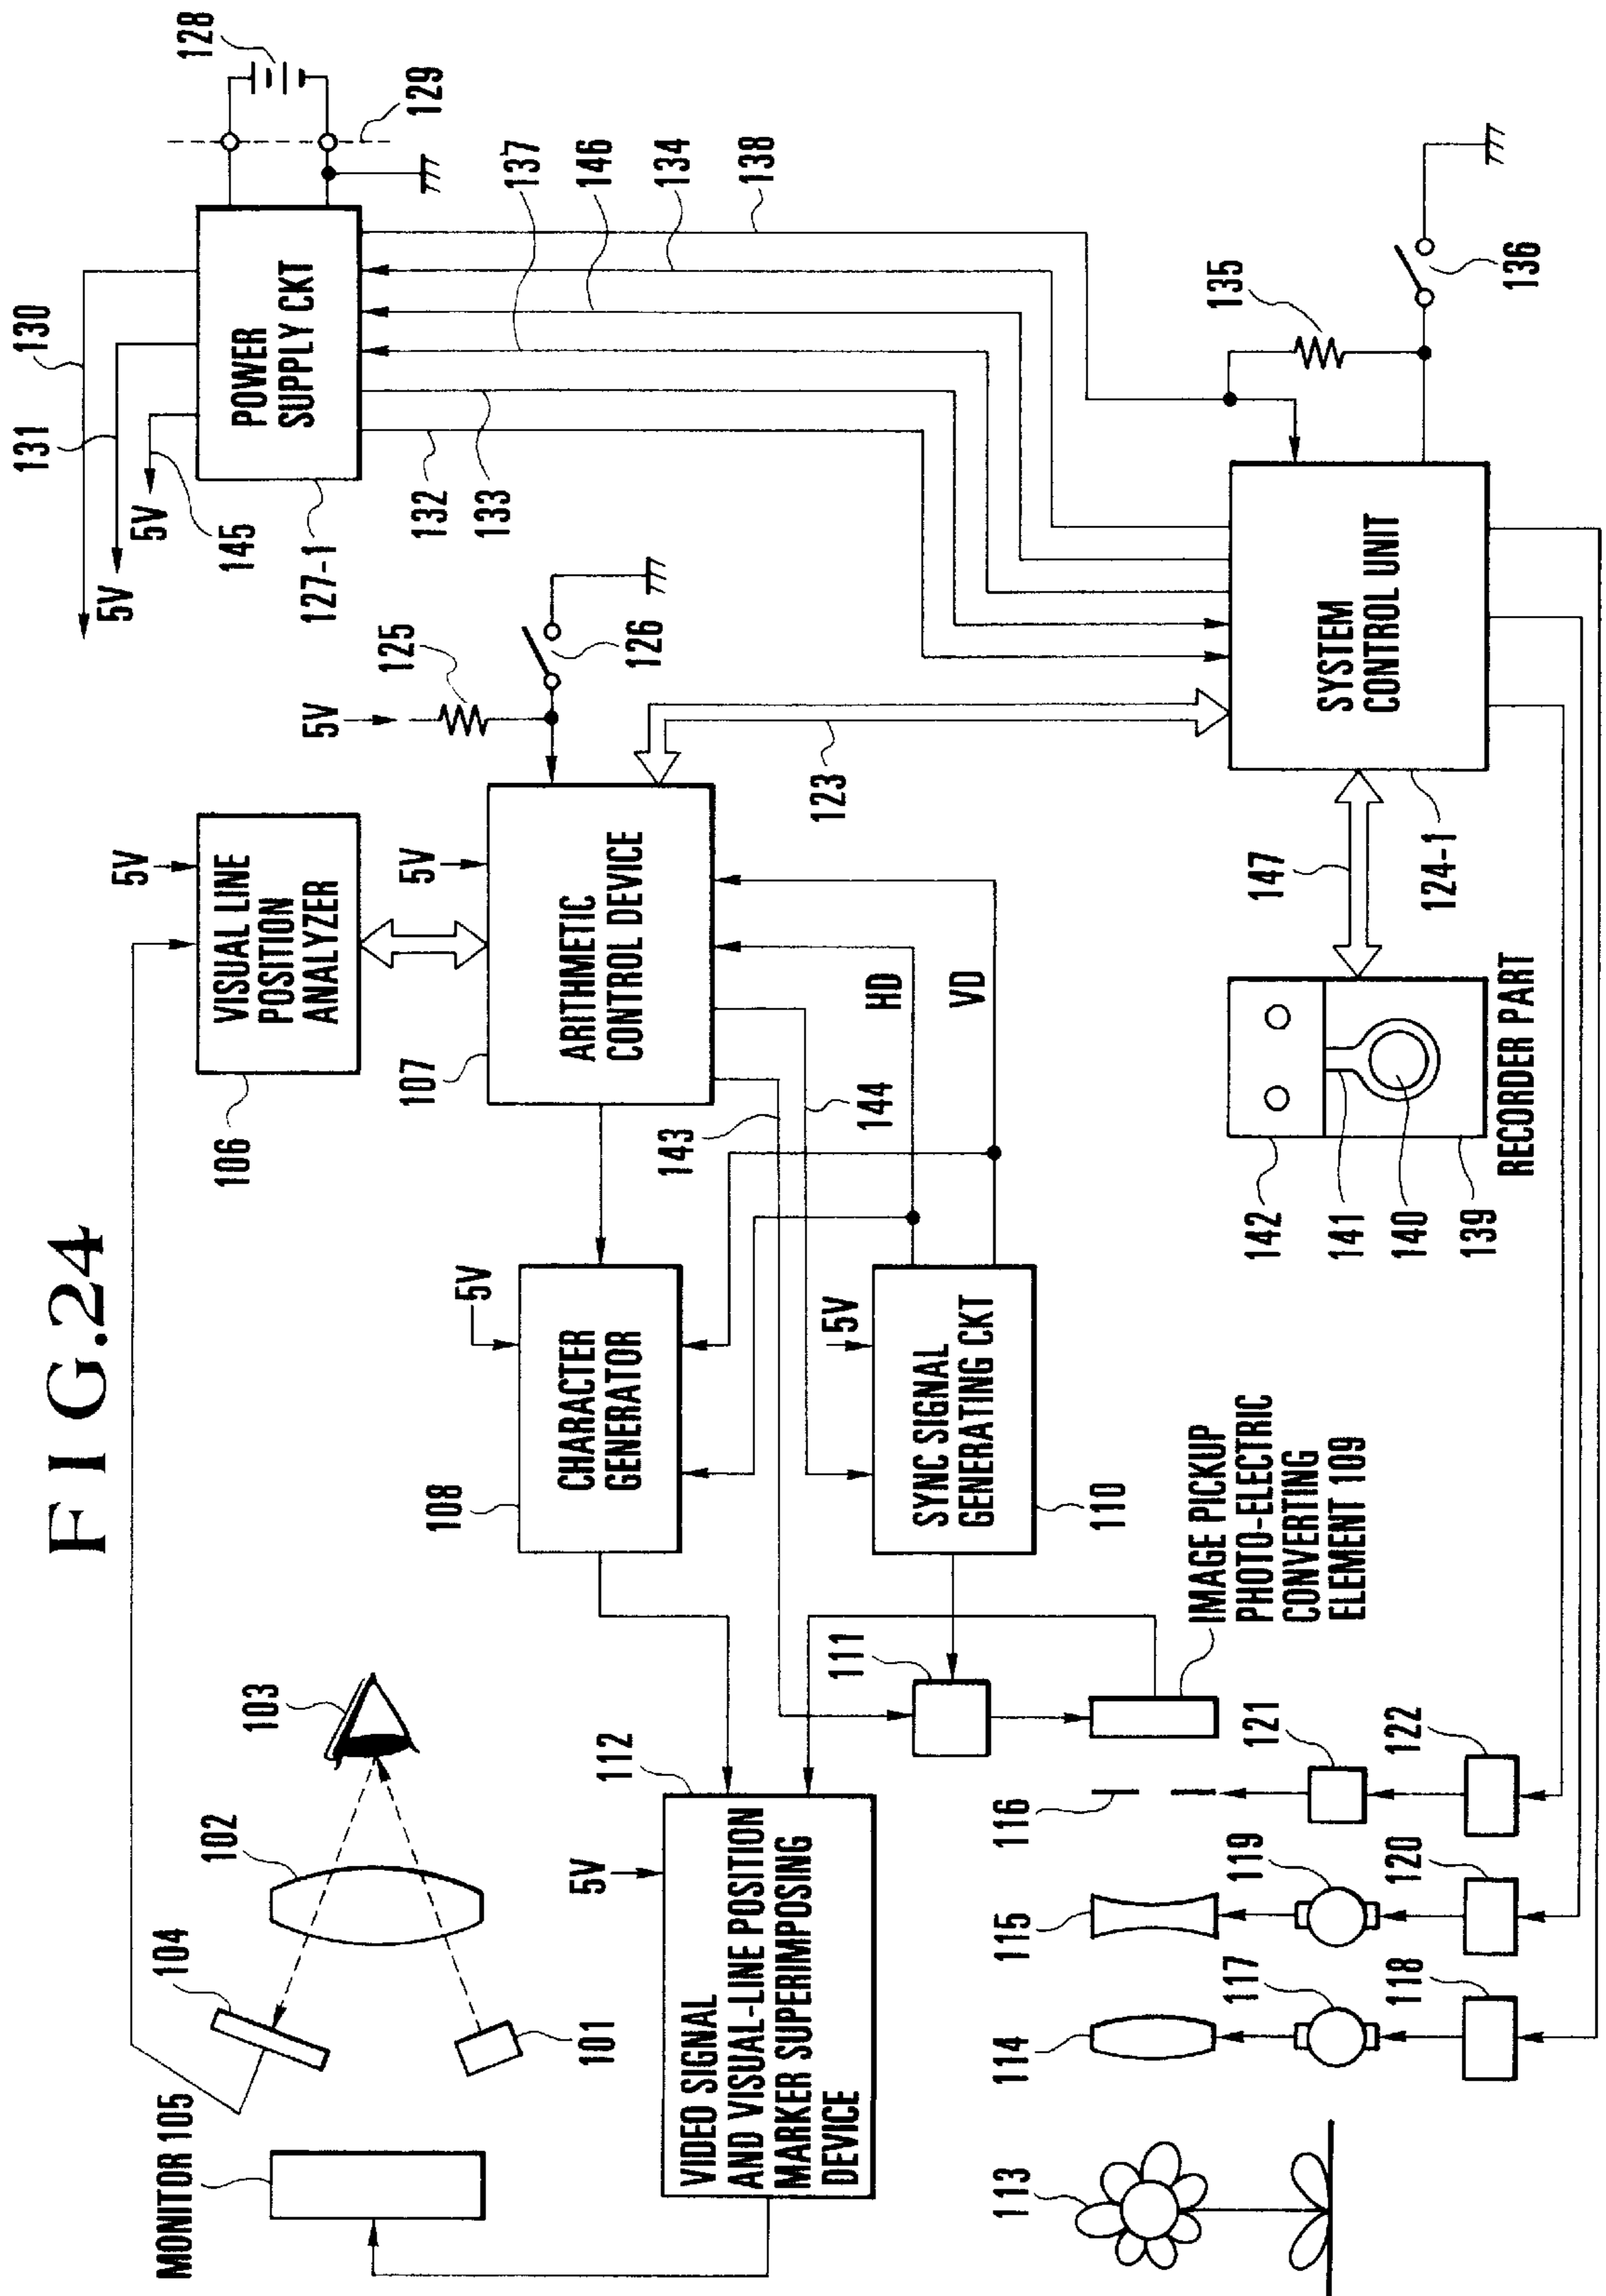 FIG.24
MONITOR 105
104
101
102
103
106
VISUAL LINE
POSITION
ANALYZER
5V
107
ARITHMETIC
CONTROL DEVICE
5V
5V
125
126
130
131
5V
5V
145
127-1
POWER
SUPPLY CKT
128
129
132
133
137
146
134
138
108
CHARACTER
GENERATOR
5V
143
144
HD
VD
123
112
VIDEO SIGNAL
AND VISUAL-LINE POSITION
MARKER SUPERIMPOSING
DEVICE
5V
111
SYNC SIGNAL
GENERATING CKT
5V
110
IMAGE PICKUP
PHOTO-ELECTRIC
CONVERTING
ELEMENT 109
113
114
115
116
117
119
121
118
120
122
142
141
140
139
RECORDER PART
147
124-1
SYSTEM
CONTROL UNIT
135
136